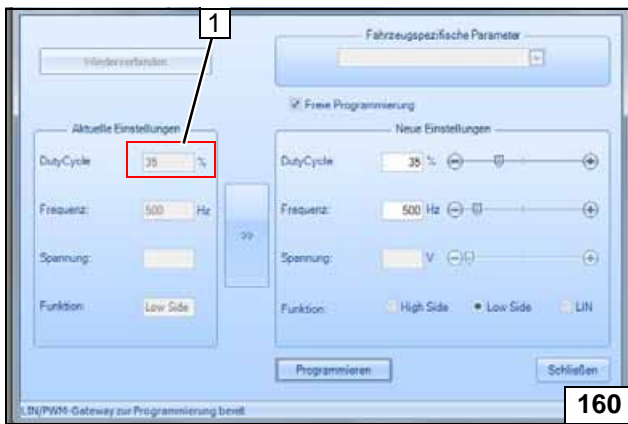 1
Fahrzeugspezifische Parameter
Wiederverbinden
Freie Programmierung
Aktuelle Einstellungen
DutyCycle 35 %
Frequenz: 500 Hz
Spannung:
Funktion: Low Side
>>
Neue Einstellungen
DutyCycle 35 %
Frequenz: 500 Hz
Spannung: V
Funktion: High Side Low Side LIN
Programmieren
Schließen
LIN/PWM-Gateway zur Programmierung bereit
160